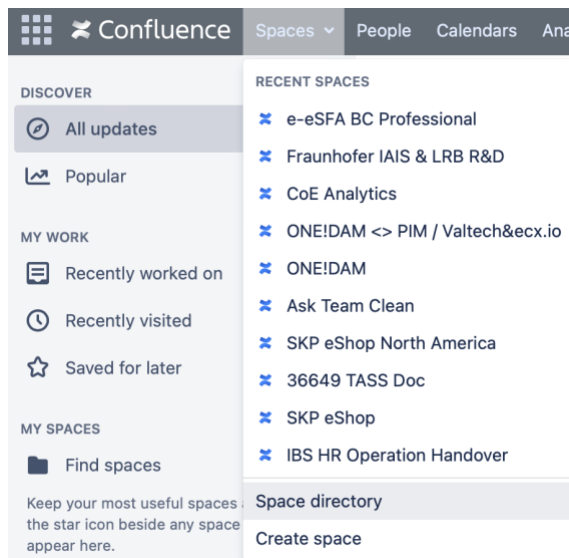 Confluence Spaces People Calendars Ana
DISCOVER
All updates
Popular
MY WORK
Recently worked on
Recently visited
Saved for later
MY SPACES
Find spaces
Keep your most useful spaces
the star icon beside any space
appear here.
RECENT SPACES
e-eSFA BC Professional
Fraunhofer IAIS & LRB R&D
CoE Analytics
ONE!DAM <> PIM / Valtech&ecx.io
ONE!DAM
Ask Team Clean
SKP eShop North America
36649 TASS Doc
SKP eShop
IBS HR Operation Handover
Space directory
Create space